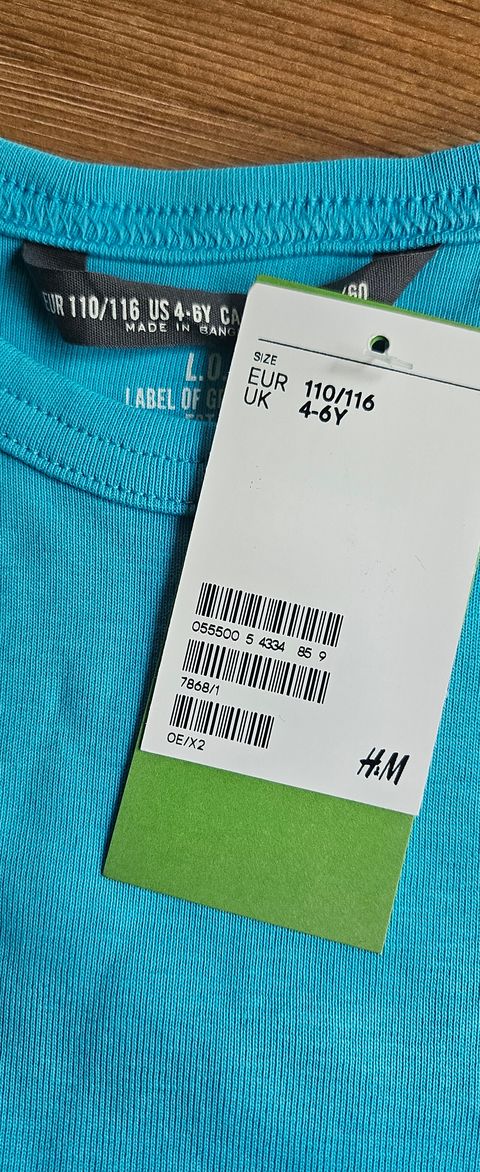 EUR 110/116 US 4-6Y CA
/60
MADE IN BANG
L.O.
LABEL OF G
SIZE
EUR 110/116
UK 4-6Y
055500 5 4334 85 9
7868/1
OE/X2
H&M